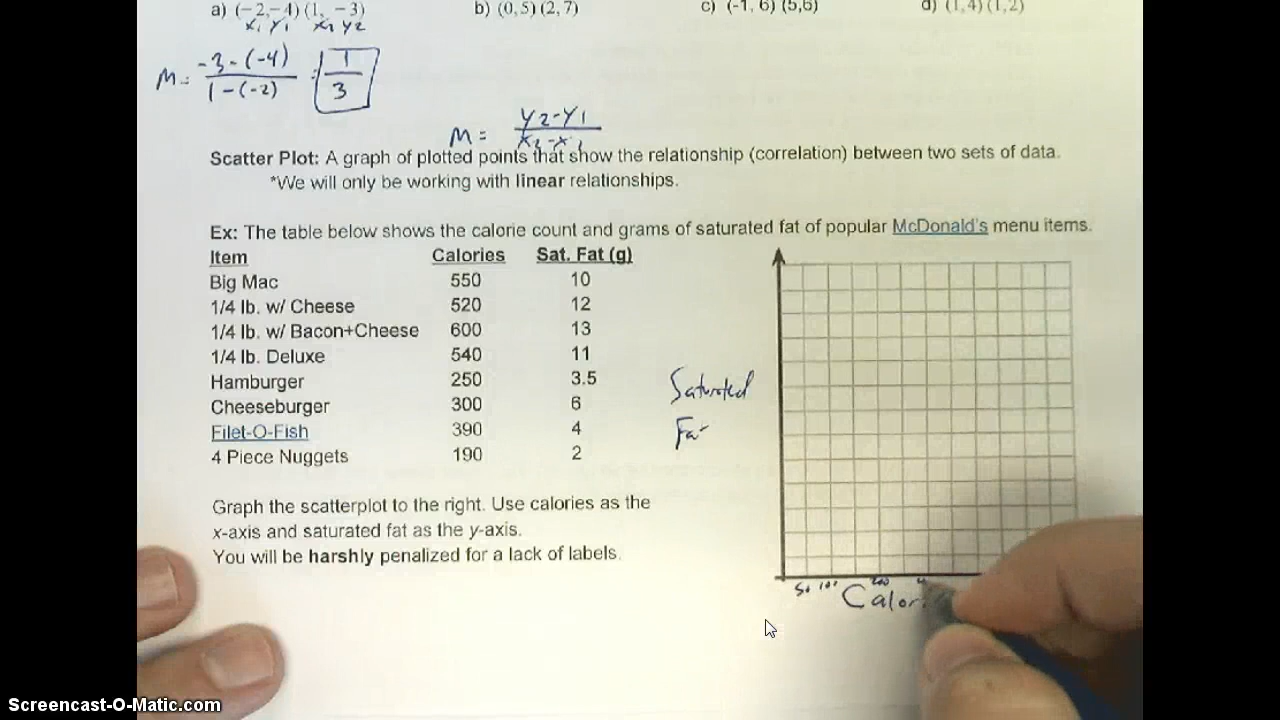 a) (-2,-4) (1, -3) b) (0, 5) (2, 7) c) (-1, 6) (5,6) d) (1,4) (1,2)
x₁ y₁ x₂ y2
M = -3 - (-4) / 1 - (-2) = 1/3
M = y2-y1 / x2-x1
Scatter Plot: A graph of plotted points that show the relationship (correlation) between two sets of data.
*We will only be working with linear relationships.
Ex: The table below shows the calorie count and grams of saturated fat of popular McDonald's menu items.
Item Calories Sat. Fat (g)
Big Mac 550 10
1/4 lb. w/ Cheese 520 12
1/4 lb. w/ Bacon+Cheese 600 13
1/4 lb. Deluxe 540 11
Hamburger 250 3.5
Cheeseburger 300 6
Filet-O-Fish 390 4
4 Piece Nuggets 190 2
Saturated
Fat
Graph the scatterplot to the right. Use calories as the
x-axis and saturated fat as the y-axis.
You will be harshly penalized for a lack of labels.
50 100 200
Calori
Screencast-O-Matic.com